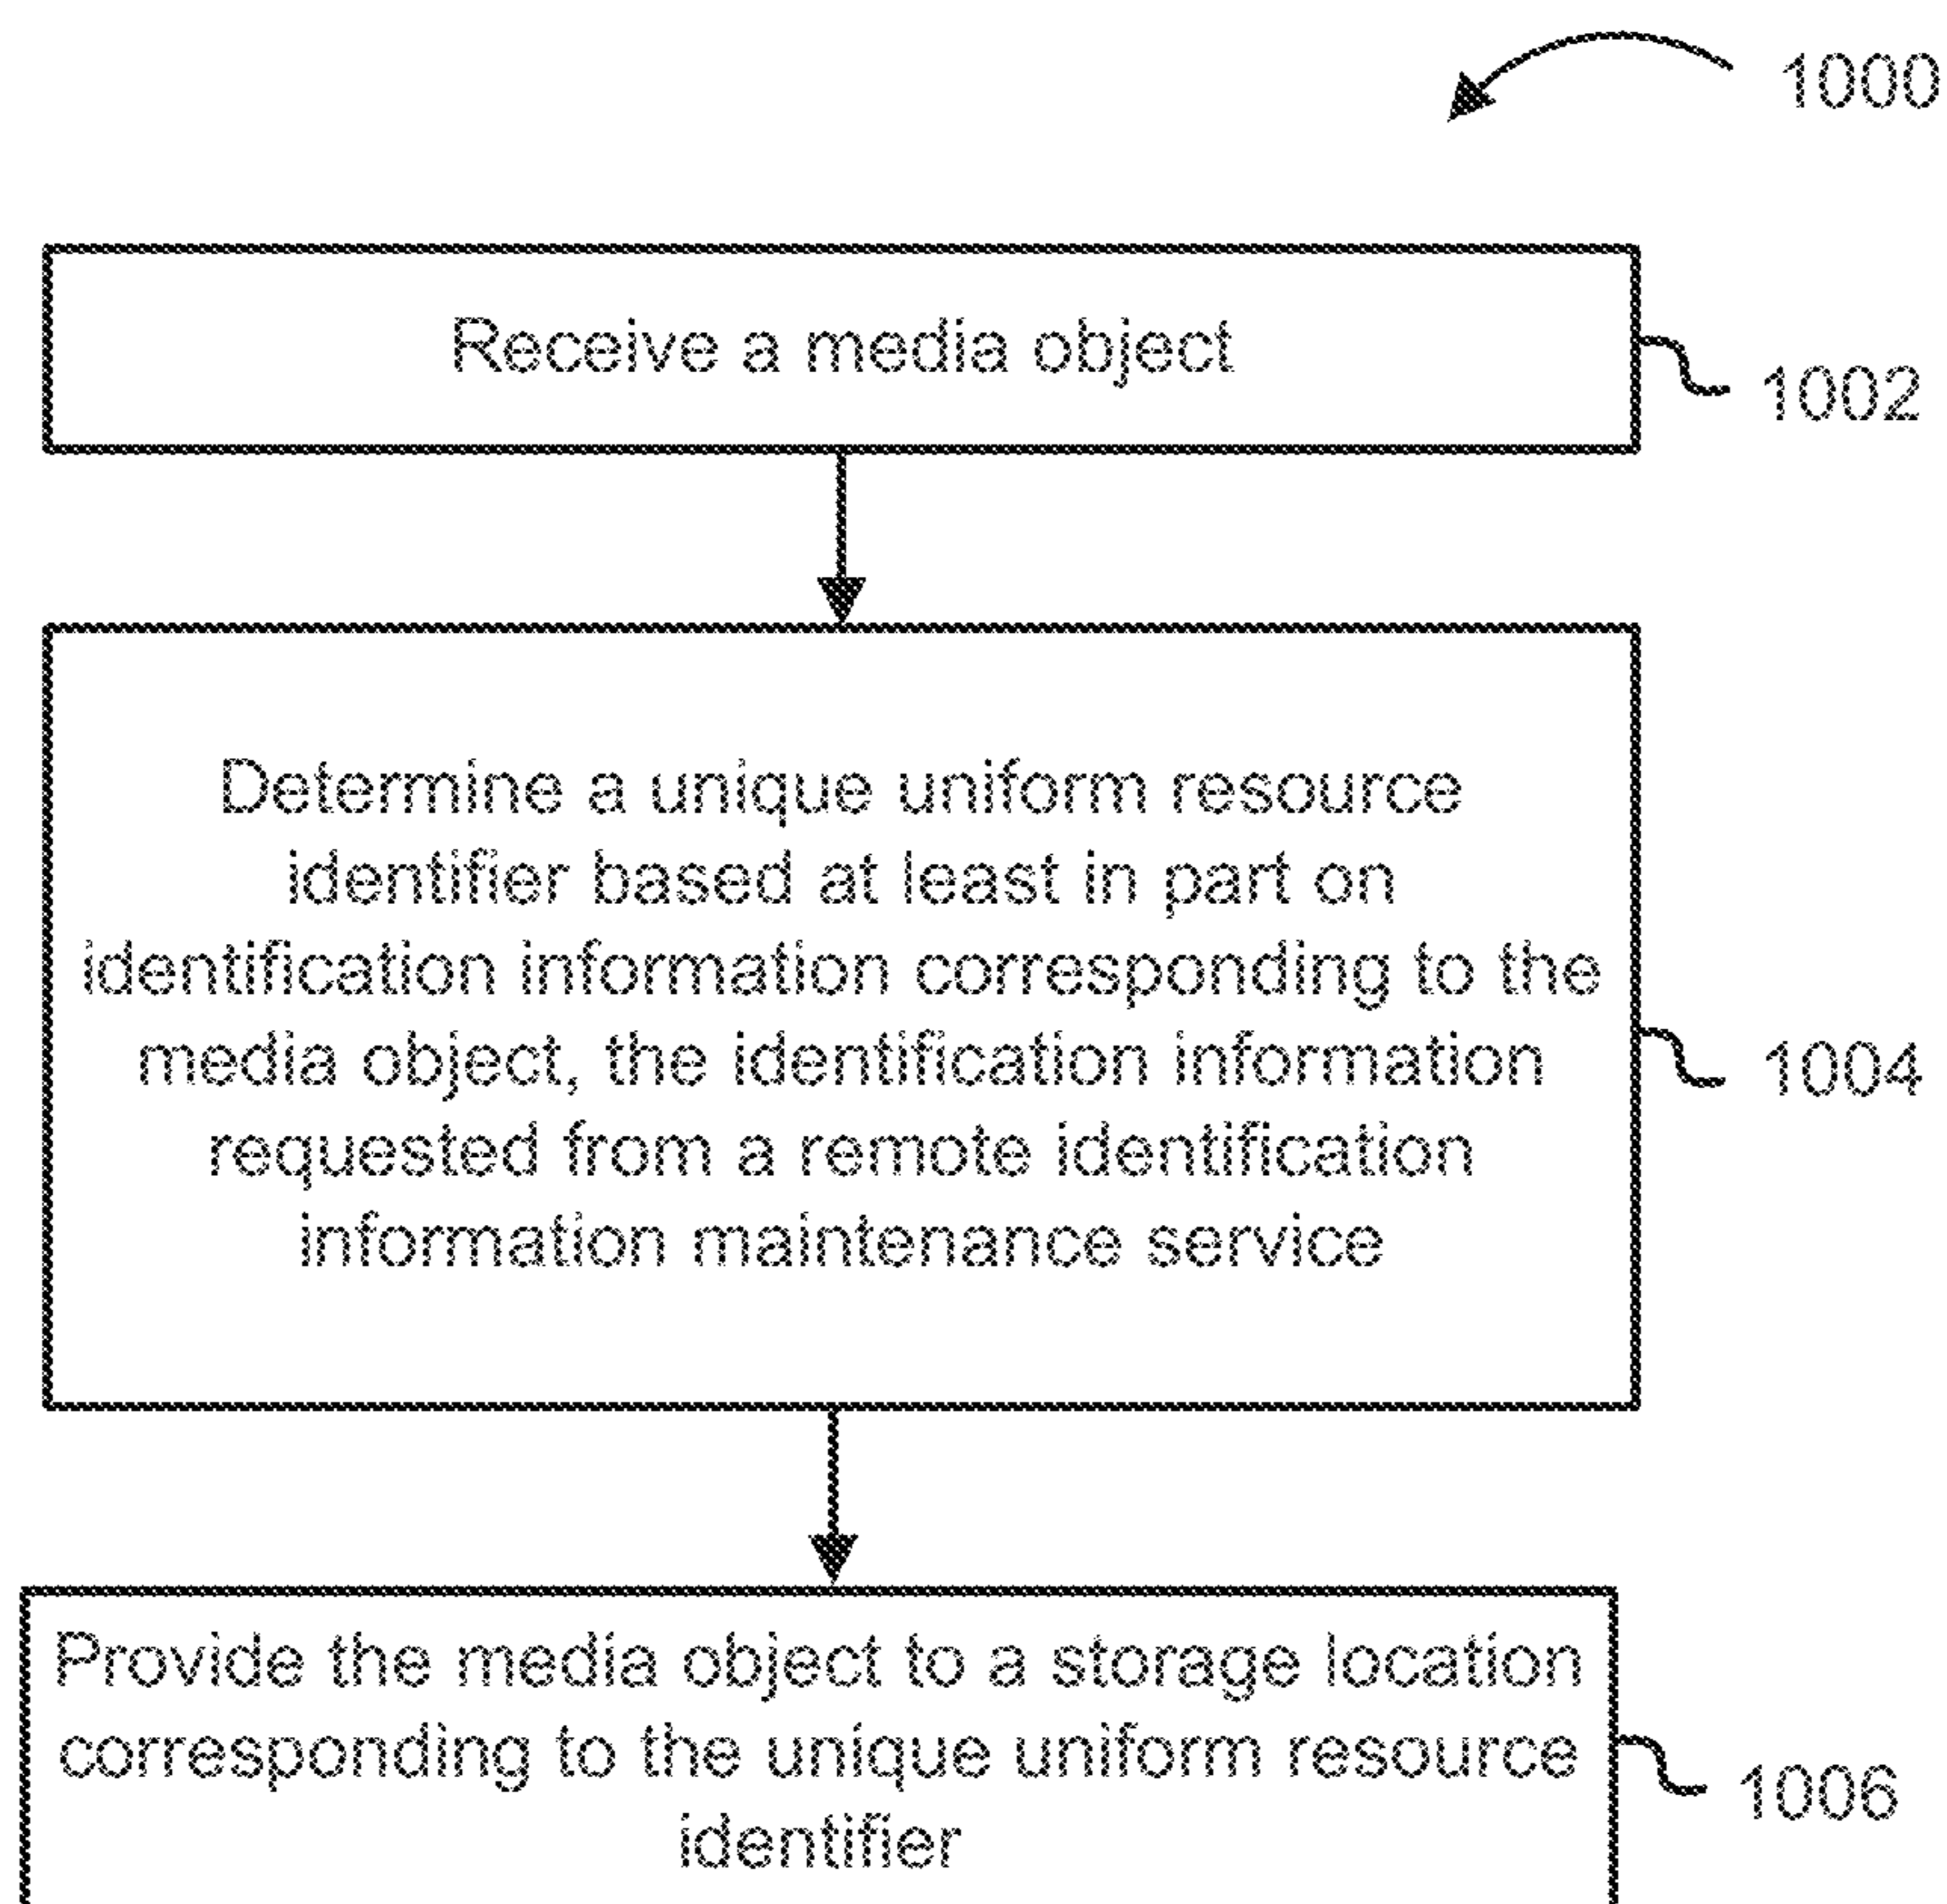 1000
Receive a media object
1002
Determine a unique uniform resource
identifier based at least in part on
identification information corresponding to the
media object, the identification information
requested from a remote identification
information maintenance service
1004
Provide the media object to a storage location
corresponding to the unique uniform resource
identifier
1006